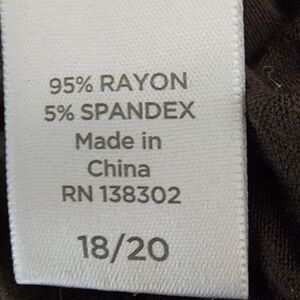 95% RAYON
5% SPANDEX
Made in
China
RN 138302
18/20